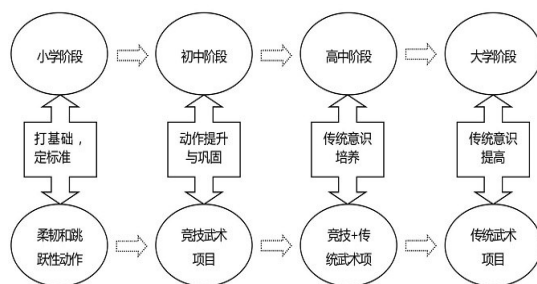 小学阶段
初中阶段
高中阶段
大学阶段
打基础，
定标准
动作提升
与巩固
传统意识
培养
传统意识
提高
柔韧和跳
跃性动作
竞技武术
项目
竞技+传
统武术项
传统武术
项目